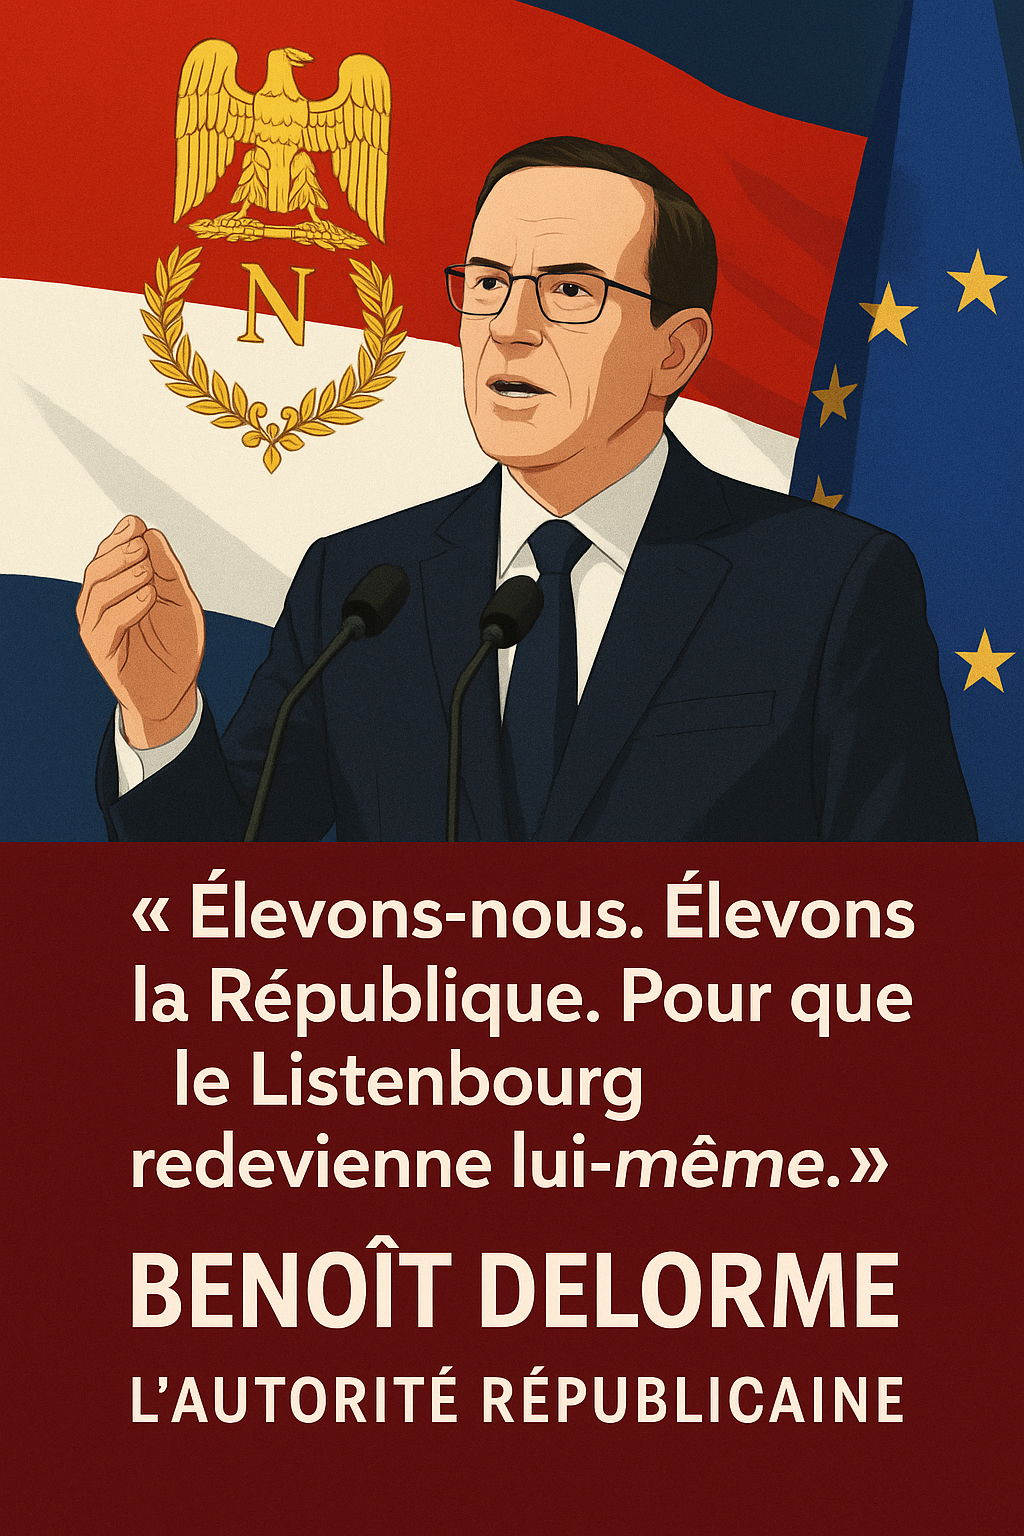 N
« Élevons-nous. Élevons
la République. Pour que
le Listenbourg
redevienne lui-même.»
BENOÎT DELORME
L’AUTORITÉ RÉPUBLICAINE